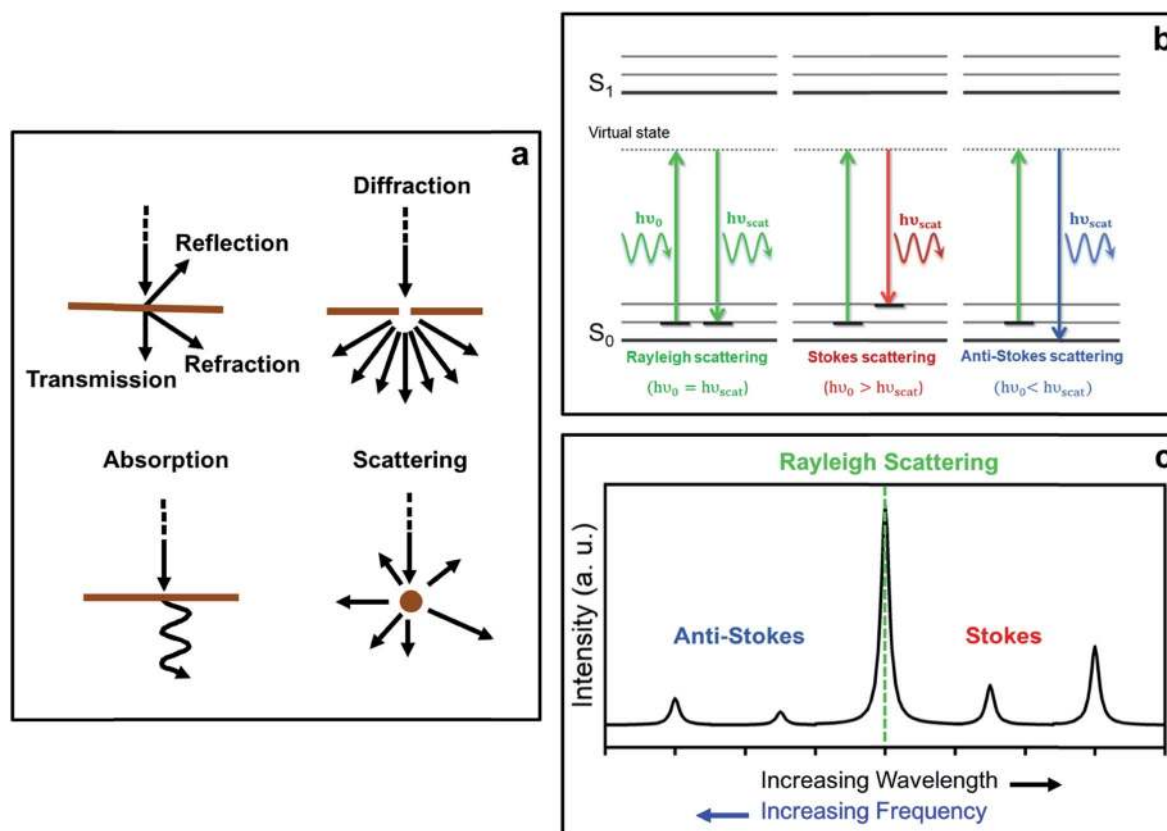 a
Diffraction
Reflection
Refraction
Transmission
Absorption
Scattering
b
S₁
Virtual state
hυ₀
hυscat
hυscat
hυscat
S₀
Rayleigh scattering
Stokes scattering
Anti-Stokes scattering
(hυ₀ = hυscat)
(hυ₀ > hυscat)
(hυ₀< hυscat)
c
Rayleigh Scattering
Intensity (a. u.)
Anti-Stokes
Stokes
Increasing Wavelength
Increasing Frequency